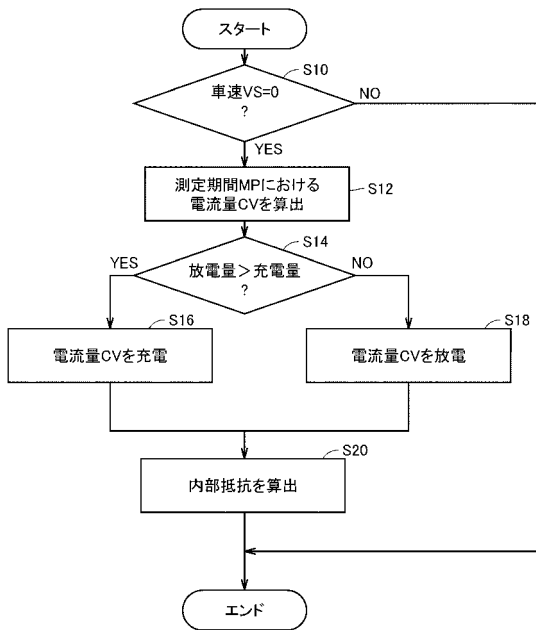 スタート
S10
車速VS=0
?
NO
YES
S12
測定期間MPにおける
電流量CVを算出
S14
YES
放電量>充電量
?
NO
S16
電流量CVを充電
S18
電流量CVを放電
S20
内部抵抗を算出
エンド